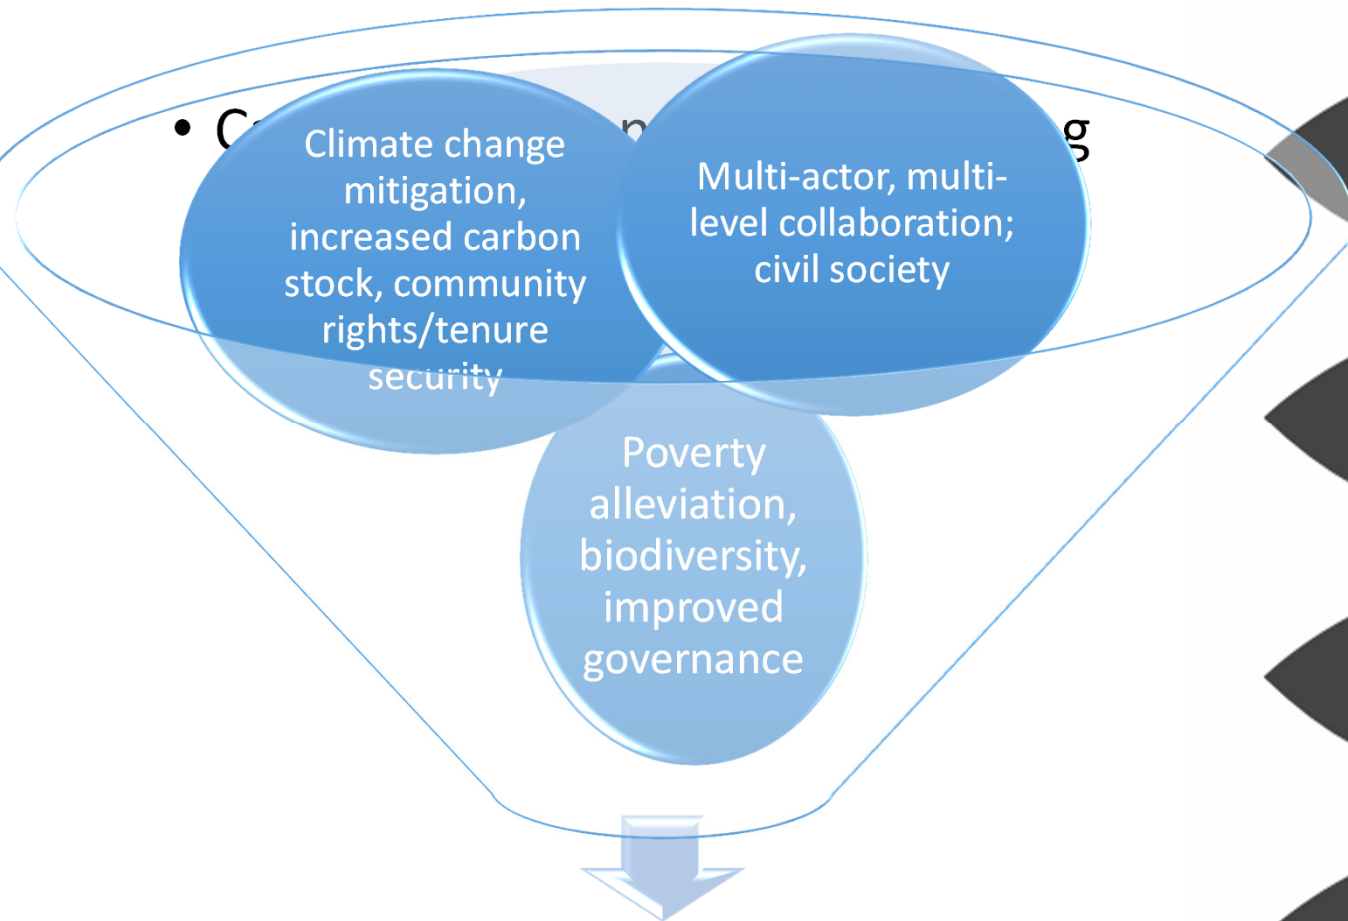 Climate change
mitigation,
increased carbon
stock, community
rights/tenure
security
Multi-actor, multi-
level collaboration;
civil society
Poverty
alleviation,
biodiversity,
improved
governance